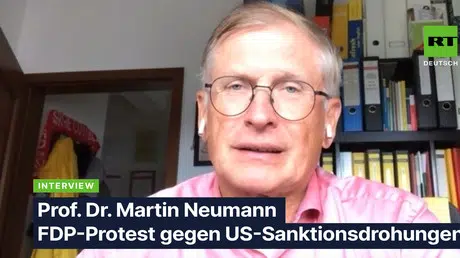 RT
DEUTSCH
INTERVIEW
Prof. Dr. Martin Neumann
FDP-Protest gegen US-Sanktionsdrohungen